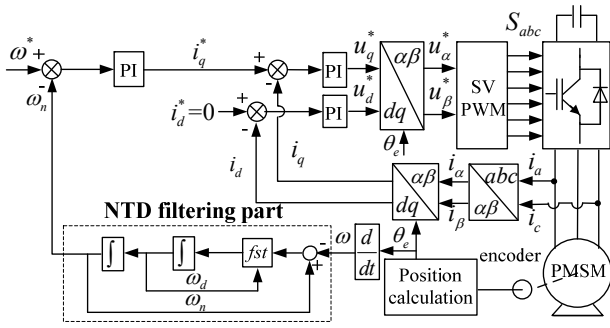 S_abc
ω* + - PI i_q* + - PI u_q* αβ dq u_α* SV PWM
ω_n i_d*=0 + - PI u_d* u_β*
θ_e
i_d i_q αβ dq i_α i_β abc αβ i_a i_c
NTD filtering part
∫ ∫ fst - + ω d/dt θ_e
ω_d
ω_n
Position calculation
encoder
PMSM